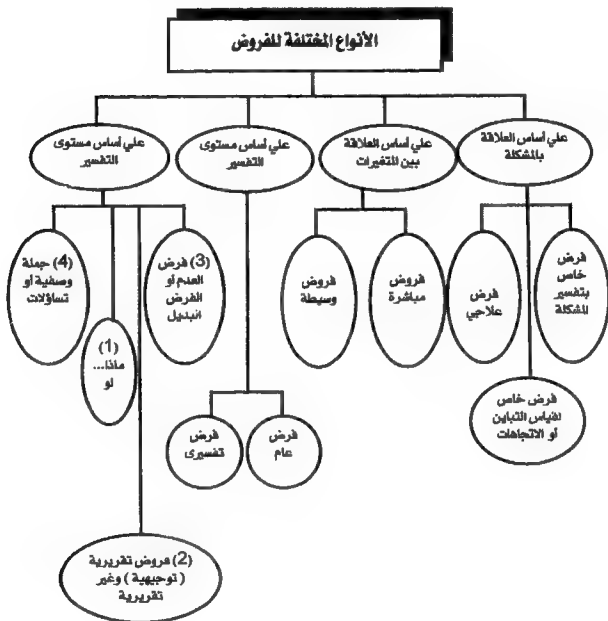 الأنواع المختلفة للفروض
علي أساس العلاقة
بالمشكلة
علي أساس العلاقة
بين المتغيرات
علي أساس مستوى
التفسير
علي أساس مستوى
التفسير
فرض
خاص
بتفسير
المشكلة
فرض
علاجي
فرض خاص
لقياس التباين
أو الاتجاهات
فروض
مباشرة
فروض
وسيطة
فرض
عام
فرض
تفسيرى
(3) فرض
العدم أو
الفرض
البديل
(1)
ماذا...
لو
(4) جملة
وصفية أو
تساؤلات
(2) فروض تقريرية
(توجيهية) وغير
تقريرية